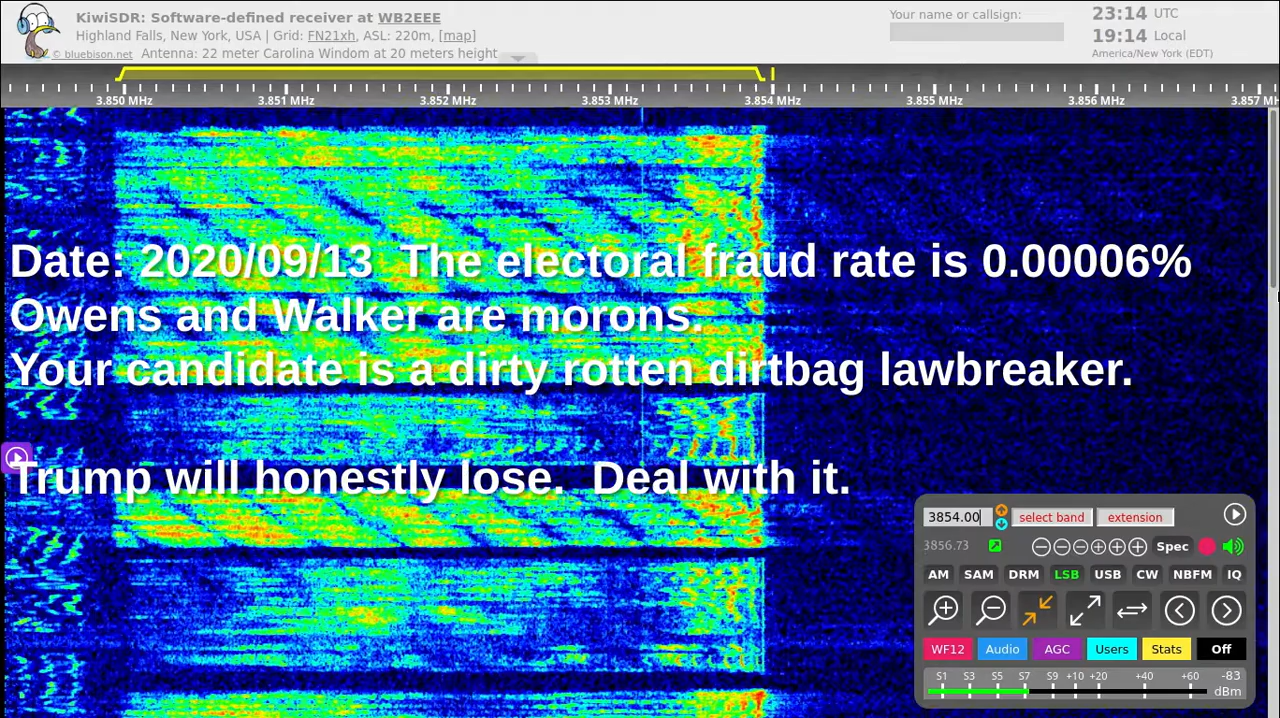 KiwiSDR: Software-defined receiver at WB2EEE
Highland Falls, New York, USA | Grid: FN21xh, ASL: 220m, [map]
© bluebison.net Antenna: 22 meter Carolina Windom at 20 meters height
Your name or callsign:
23:14 UTC
19:14 Local
America/New York (EDT)
3.850 MHz 3.851 MHz 3.852 MHz 3.853 MHz 3.854 MHz 3.855 MHz 3.856 MHz 3.857 MH
Date: 2020/09/13 The electoral fraud rate is 0.00006%
Owens and Walker are morons.
Your candidate is a dirty rotten dirtbag lawbreaker.
Trump will honestly lose. Deal with it.
3854.00 select band extension
3856.73 Spec
AM SAM DRM LSB USB CW NBFM IQ
WF12 Audio AGC Users Stats Off
S1 S3 S5 S7 S9 +10 +20 +40 +60 -83
dBm